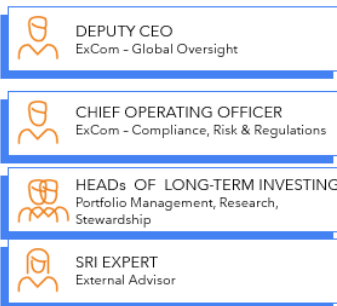 DEPUTY CEO
ExCom – Global Oversight
CHIEF OPERATING OFFICER
ExCom – Compliance, Risk & Regulations
HEADs OF LONG-TERM INVESTING
Portfolio Management, Research,
Stewardship
SRI EXPERT
External Advisor